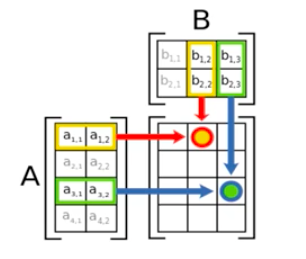 B
b1,1 b1,2 b1,3
b2,1 b2,2 b2,3
A
a1,1 a1,2
a2,1 a2,2
a3,1 a3,2
a4,1 a4,2